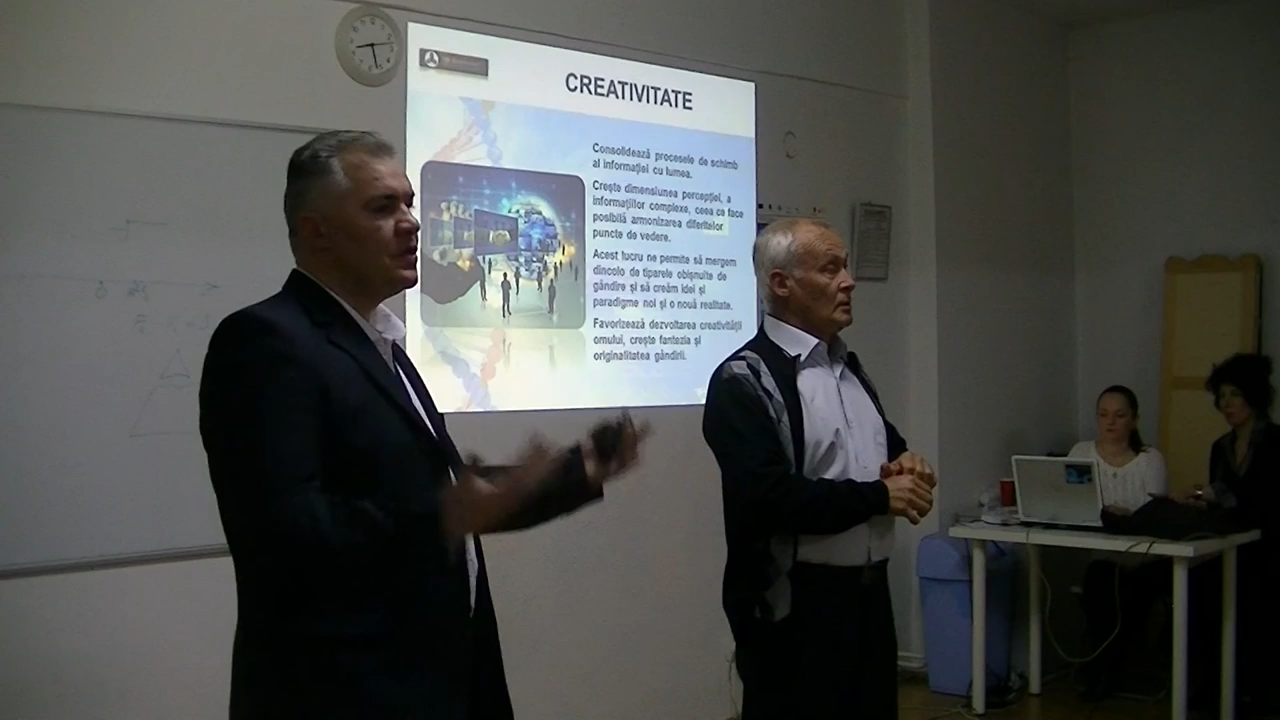 CREATIVITATE
Consolidează procesele de schimb
al informației cu lumea.
Crește dimensiunea percepției, a
informațiilor complexe, ceea ce face
posibilă armonizarea diferitelor
puncte de vedere.
Acest lucru ne permite să mergem
dincolo de tiparele obișnuite de
gândire și să creăm idei și
paradigme noi și o nouă realitate.
Favorizează dezvoltarea creativității
omului, crește fantezia și
originalitatea gândirii.